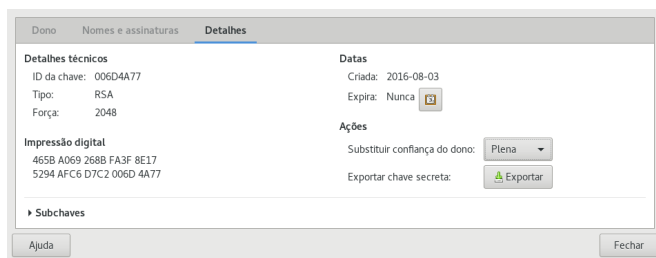 Dono Nomes e assinaturas Detalhes
Detalhes técnicos
ID da chave: 006D4A77
Tipo: RSA
Força: 2048
Impressão digital
465B A069 268B FA3F 8E17
5294 AFC6 D7C2 006D 4A77
Datas
Criada: 2016-08-03
Expira: Nunca
Ações
Substituir confiança do dono: Plena
Exportar chave secreta: Exportar
Subchaves
Ajuda Fechar